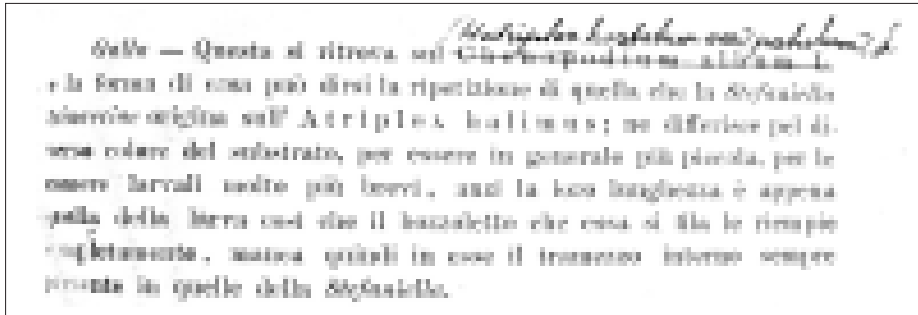 Galle — Questa si ritrova sul Chenopodium album L.
e la forma di essa può dirsi la ripetizione di quella che la Stefaniella
origina sull' Atriplex halimus; ne differisce pel di-
verso colore del substrato, per essere in generale più piccola, per le
camere larvali molto più brevi, anzi la loro lunghezza è appena
quella della larva così che il bozzoletto che essa si fila le riempie
completamente, manca quindi in esse il tramezzo interno sempre
presente in quelle della Stefaniella.